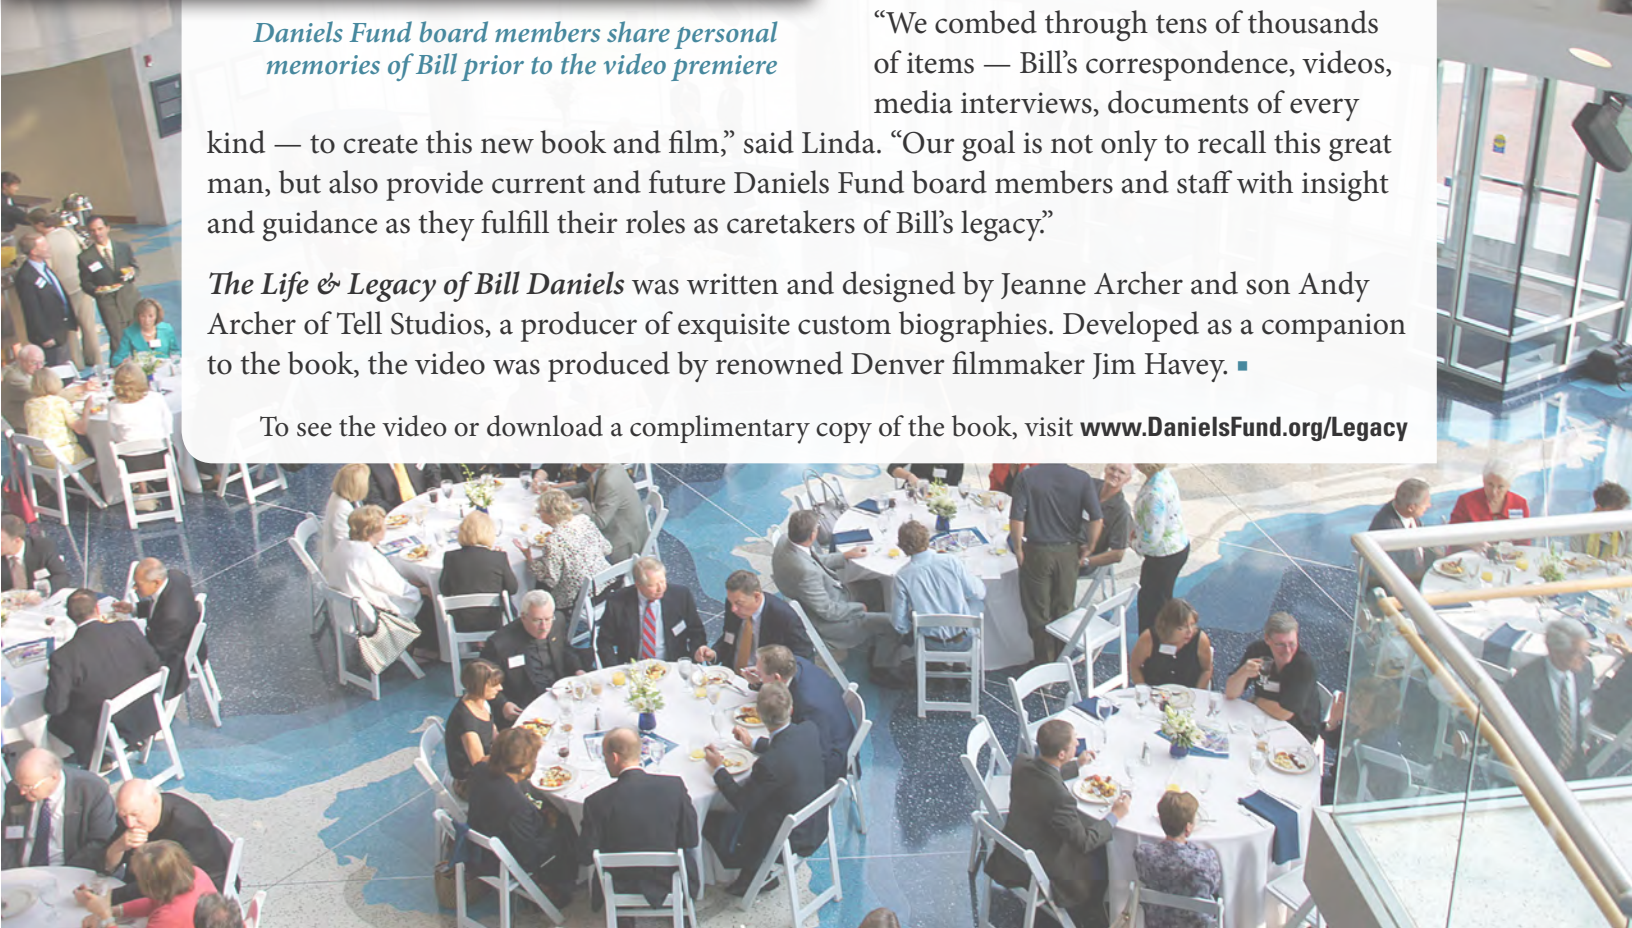 Daniels Fund board members share personal
memories of Bill prior to the video premiere
“We combed through tens of thousands
of items — Bill’s correspondence, videos,
media interviews, documents of every
kind — to create this new book and film,” said Linda. “Our goal is not only to recall this great
man, but also provide current and future Daniels Fund board members and staff with insight
and guidance as they fulfill their roles as caretakers of Bill’s legacy.”
The Life & Legacy of Bill Daniels was written and designed by Jeanne Archer and son Andy
Archer of Tell Studios, a producer of exquisite custom biographies. Developed as a companion
to the book, the video was produced by renowned Denver filmmaker Jim Havey. ▪
To see the video or download a complimentary copy of the book, visit www.DanielsFund.org/Legacy